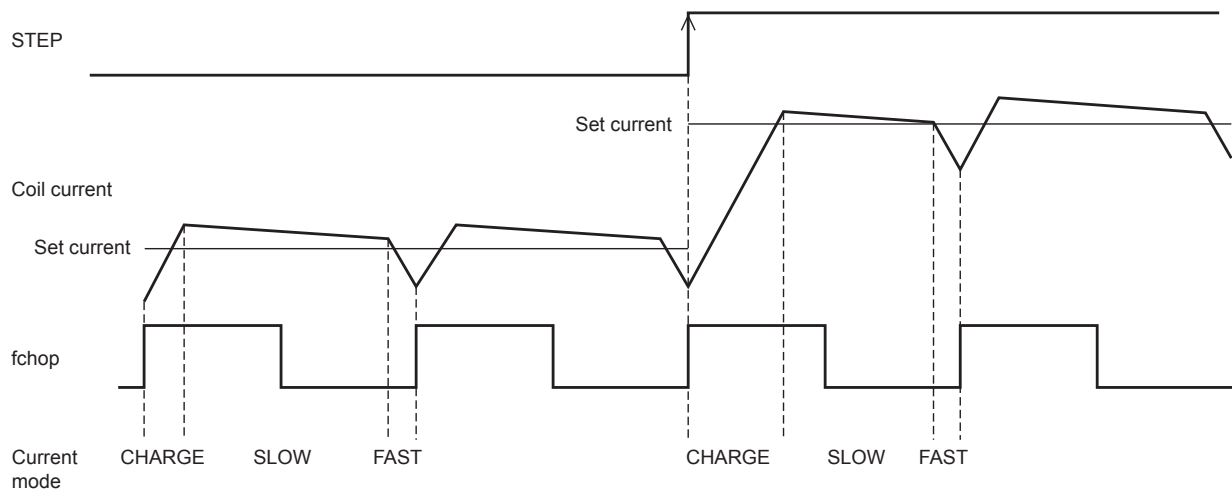 STEP
Set current
Coil current
Set current
fchop
Current mode
CHARGE SLOW FAST CHARGE SLOW FAST